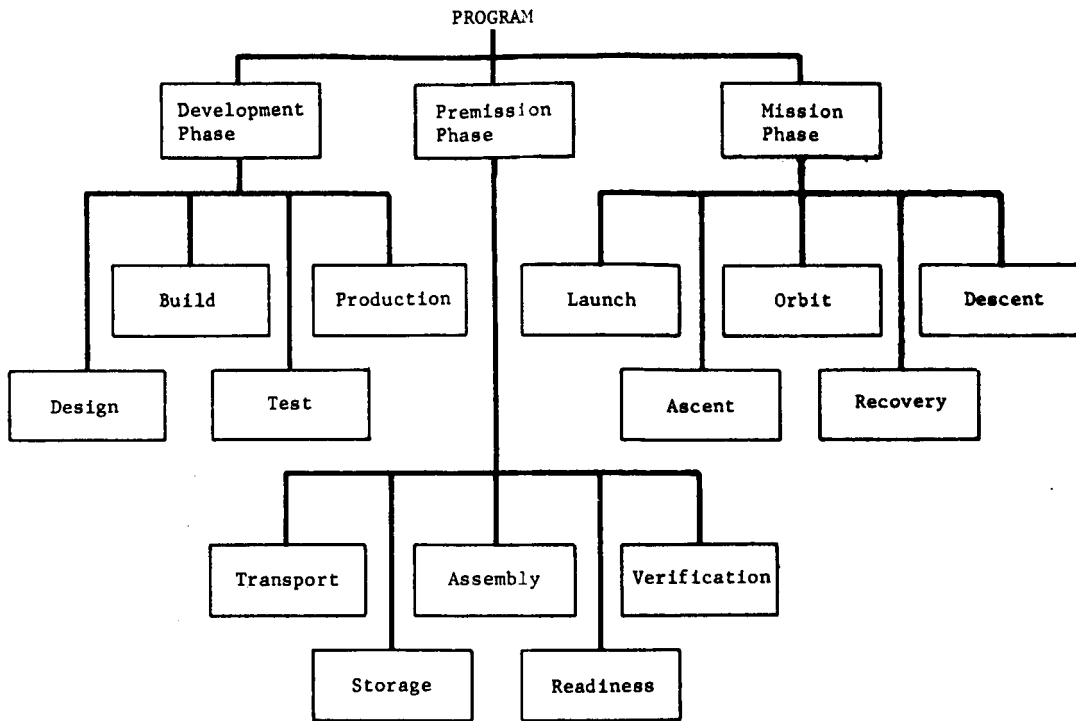 PROGRAM
Development
Phase
Premission
Phase
Mission
Phase
Build
Production
Launch
Orbit
Descent
Design
Test
Ascent
Recovery
Transport
Assembly
Verification
Storage
Readiness